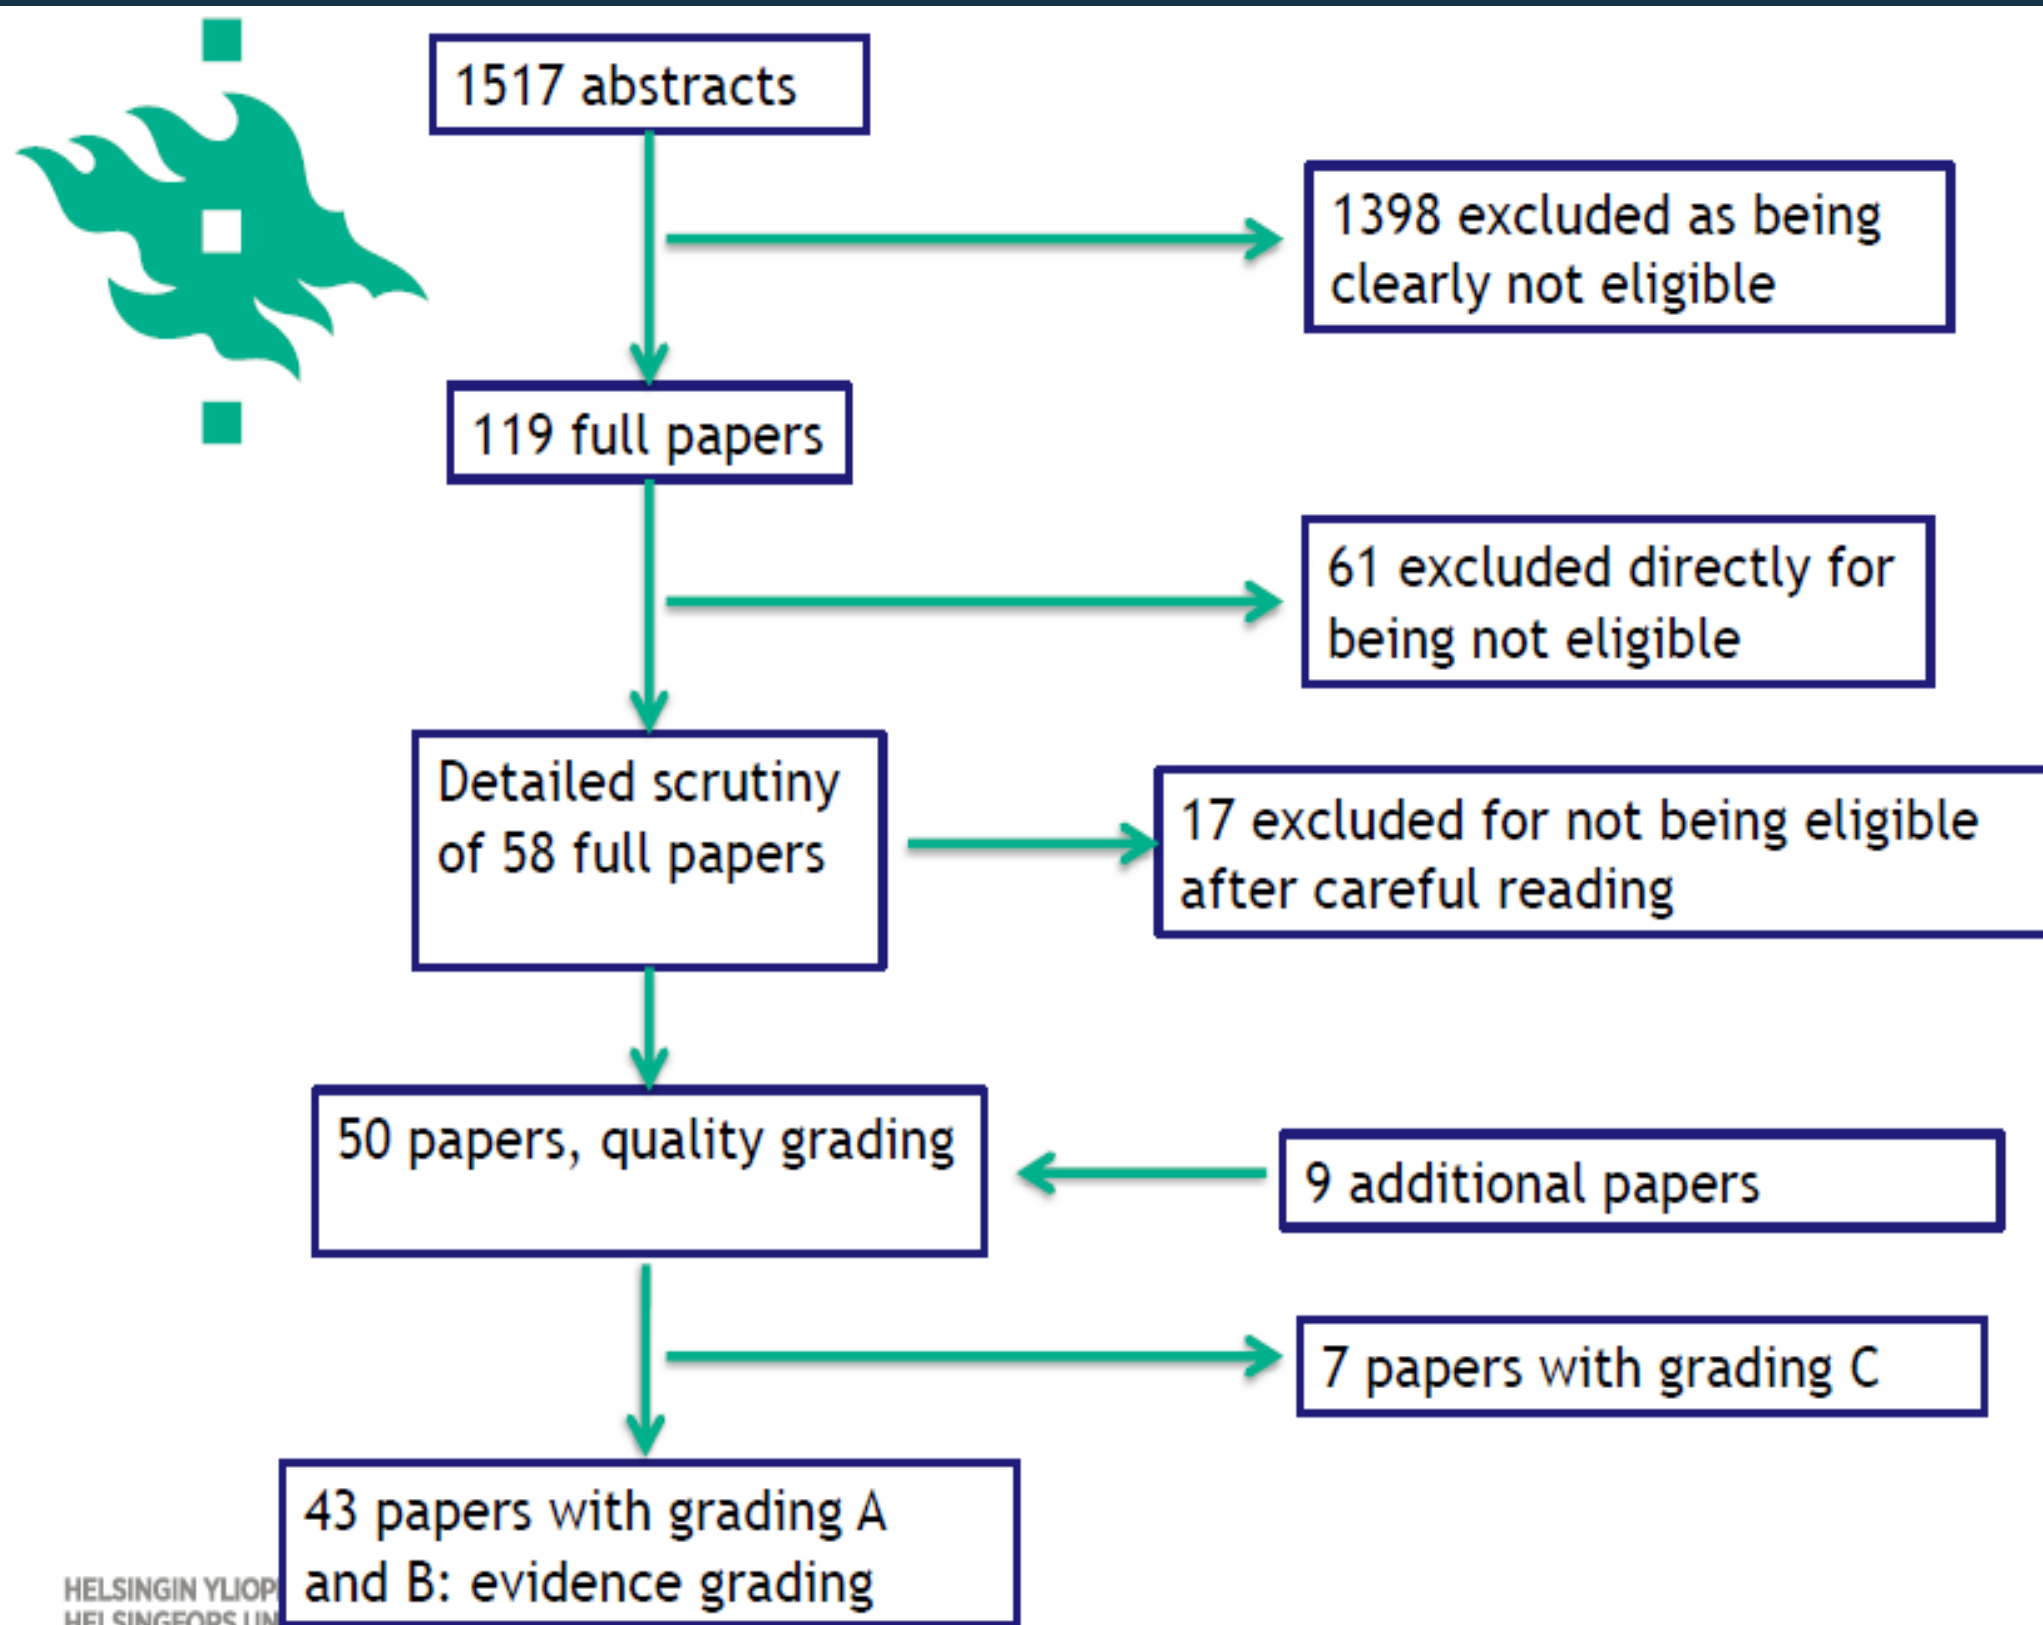 1517 abstracts
1398 excluded as being
clearly not eligible
119 full papers
61 excluded directly for
being not eligible
Detailed scrutiny
of 58 full papers
17 excluded for not being eligible
after careful reading
50 papers, quality grading
9 additional papers
7 papers with grading C
43 papers with grading A
and B: evidence grading
HELSINGIN